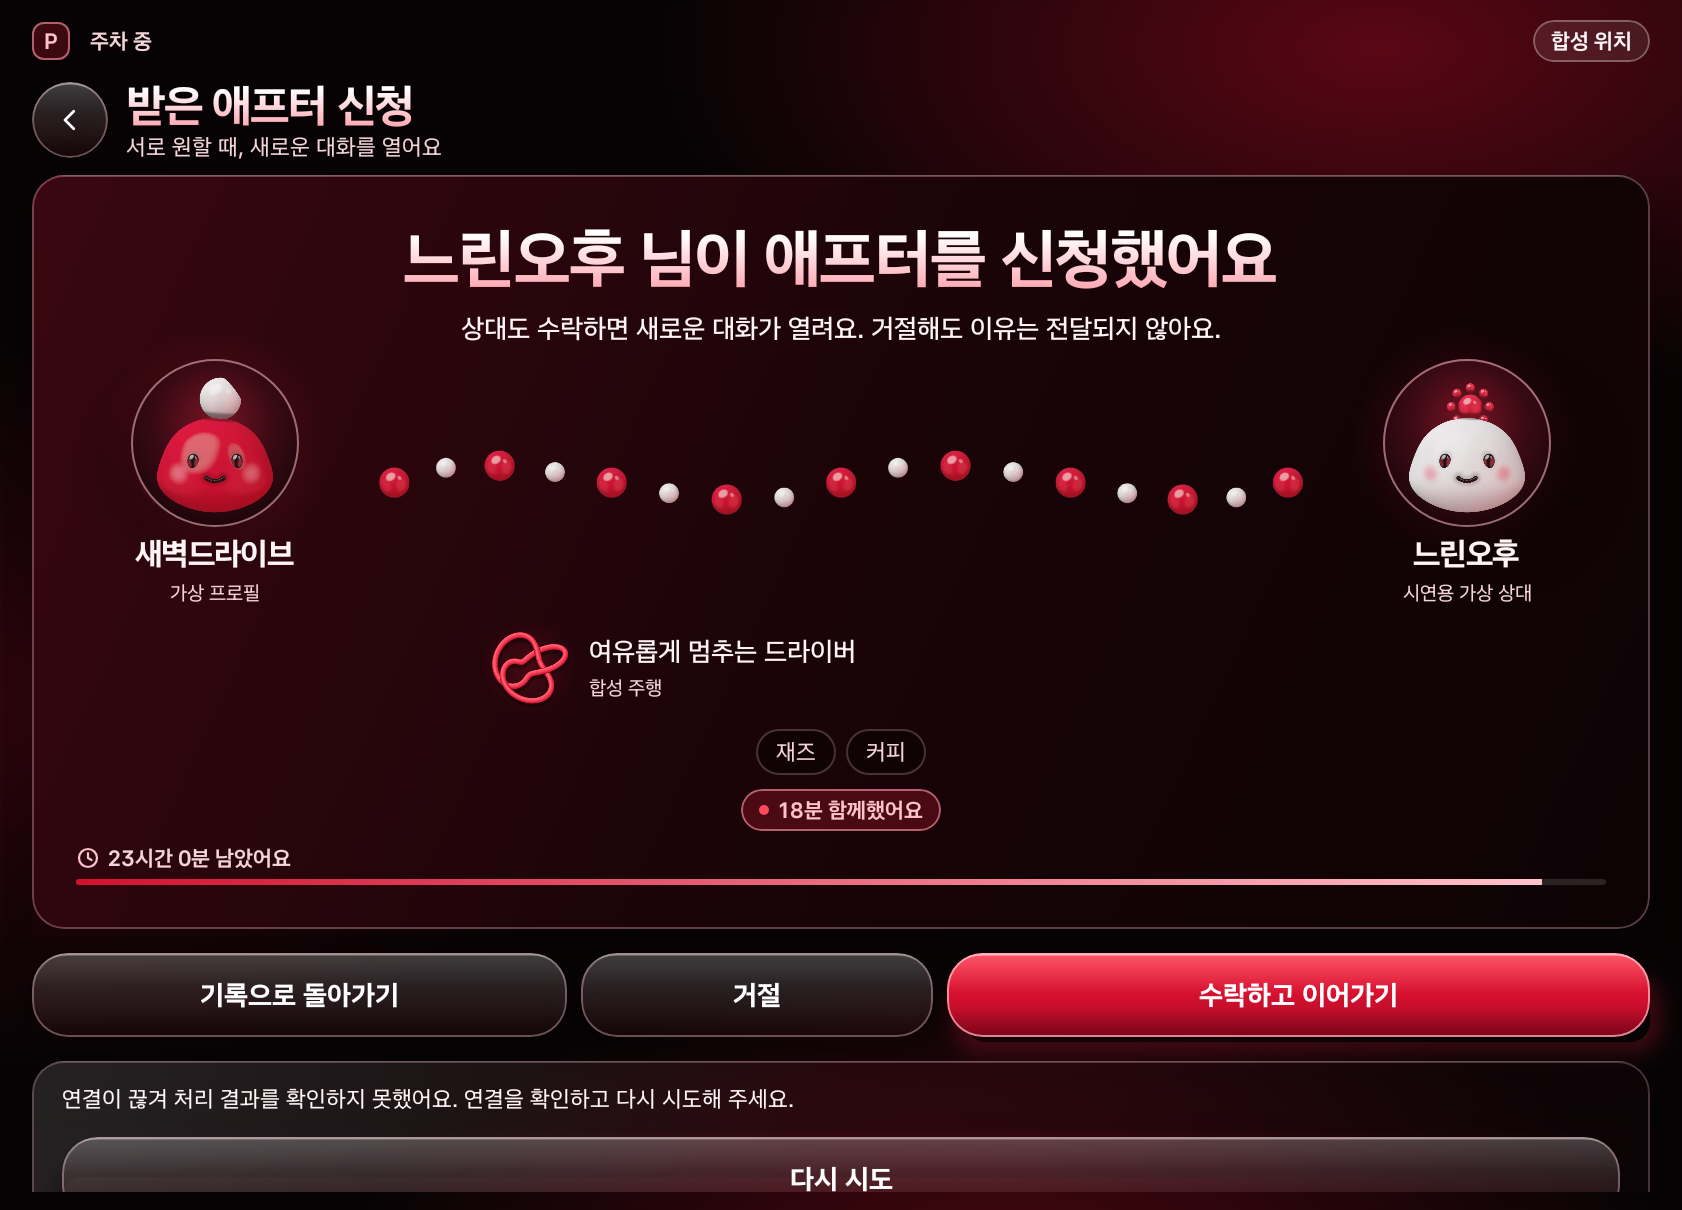 P 주차 중
합성 위치
받은 애프터 신청
서로 원할 때, 새로운 대화를 열어요
느린오후 님이 애프터를 신청했어요
상대도 수락하면 새로운 대화가 열려요. 거절해도 이유는 전달되지 않아요.
새벽드라이브
가상 프로필
느린오후
시연용 가상 상대
여유롭게 멈추는 드라이버
합성 주행
재즈 커피
18분 함께했어요
23시간 0분 남았어요
기록으로 돌아가기 거절 수락하고 이어가기
연결이 끊겨 처리 결과를 확인하지 못했어요. 연결을 확인하고 다시 시도해 주세요.
다시 시도